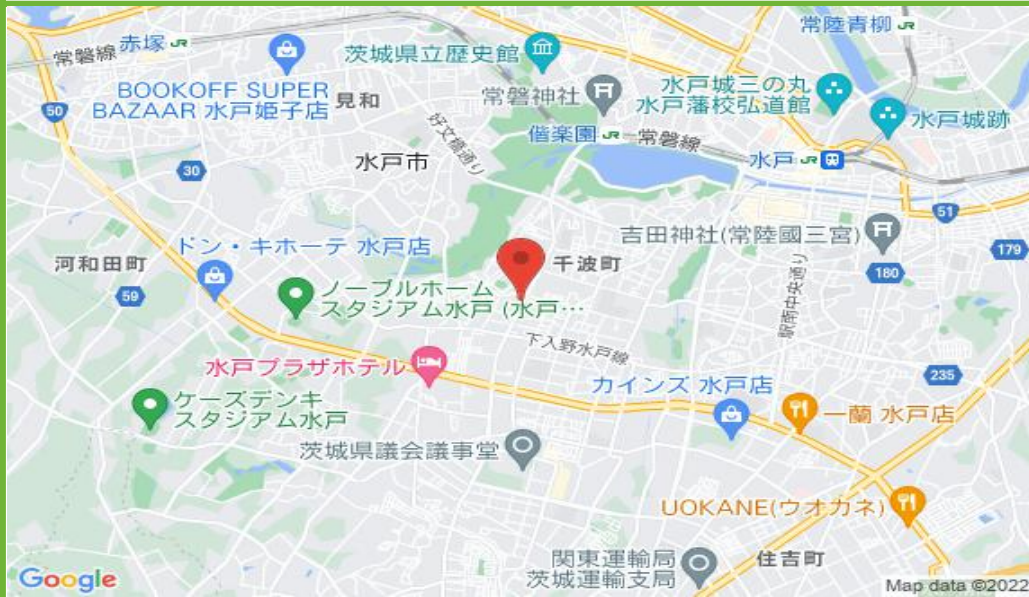 常陸青柳 JR
常磐線
赤塚 JR
茨城県立歴史館
BOOKOFF SUPER
BAZAAR 水戸姫子店
見和
50
常磐神社
水戸城三の丸
水戸藩校弘道館
水戸城跡
好文橋通り
偕楽園 JR
常磐線
水戸 JR
水戸市
30
51
吉田神社(常陸國三宮)
179
ドン・キホーテ 水戸店
河和田町
千波町
180
59
ノーブルホーム
スタジアム水戸 (水戸…
駅南中央通り
下入野水戸線
水戸プラザホテル
235
カインズ 水戸店
ケーズデンキ
スタジアム水戸
一蘭 水戸店
茨城県議会議事堂
UOKANE(ウオカネ)
関東運輸局
茨城運輸支局
住吉町
Google
Map data ©2022